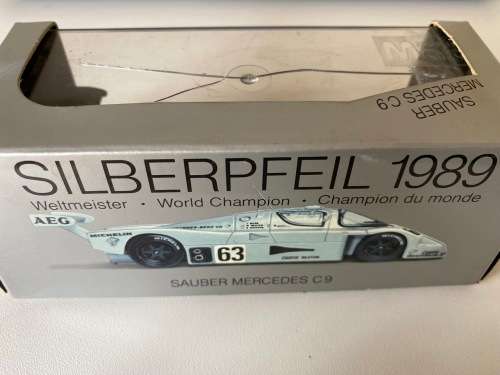 SAUBER
MERCEDES C9
SILBERPFEIL 1989
Weltmeister · World Champion · Champion du monde
AEG
MICHELIN
63
SAUBER MERCEDES C9